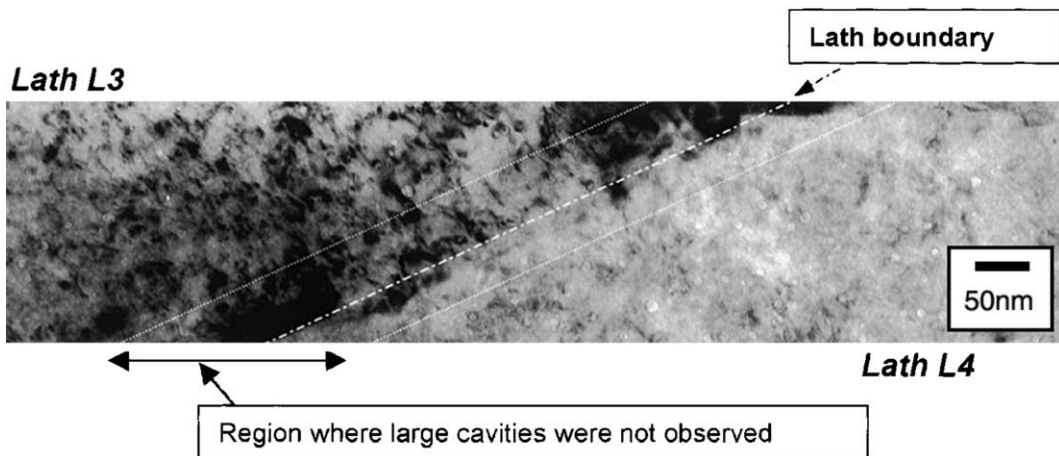 Lath boundary
Lath L3
50nm
Lath L4
Region where large cavities were not observed